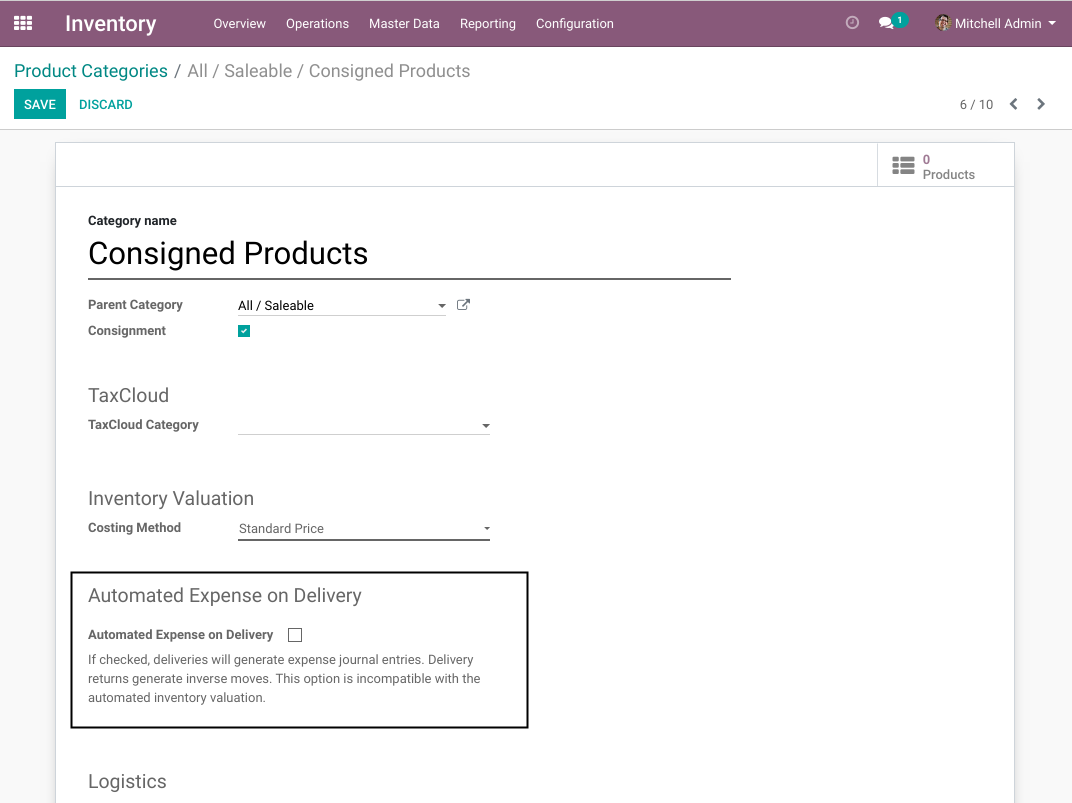 Inventory Overview Operations Master Data Reporting Configuration 1 Mitchell Admin
Product Categories / All / Saleable / Consigned Products
SAVE DISCARD 6 / 10
0
Products
Category name
Consigned Products
Parent Category All / Saleable
Consignment
TaxCloud
TaxCloud Category
Inventory Valuation
Costing Method Standard Price
Automated Expense on Delivery
Automated Expense on Delivery
If checked, deliveries will generate expense journal entries. Delivery
returns generate inverse moves. This option is incompatible with the
automated inventory valuation.
Logistics